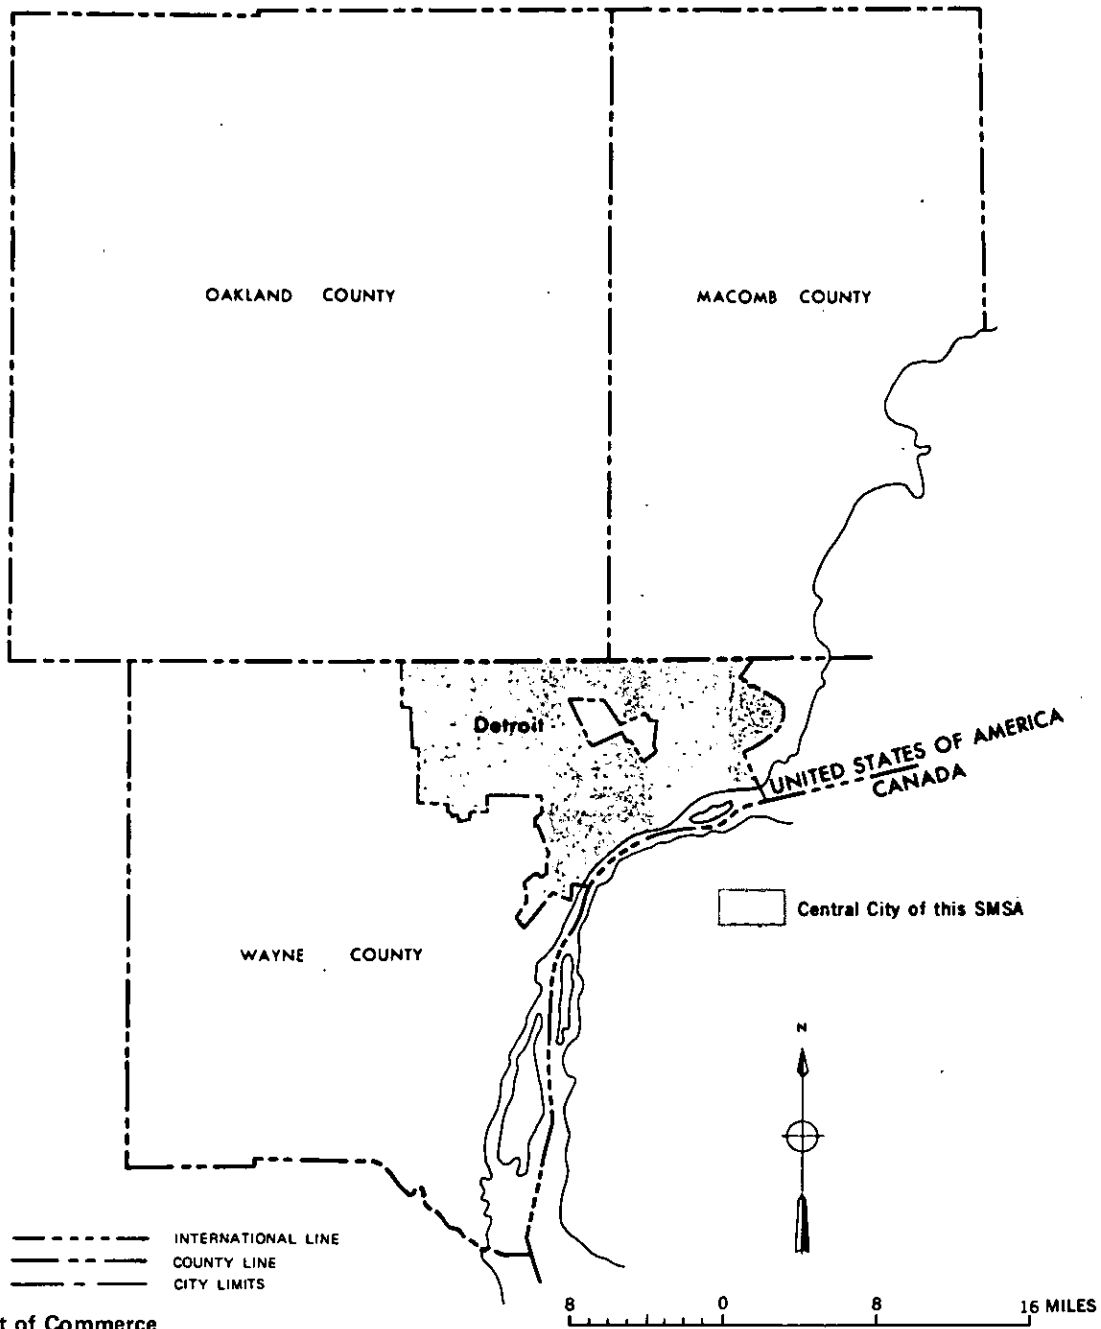 OAKLAND COUNTY
MACOMB COUNTY
Detroit
UNITED STATES OF AMERICA
CANADA
Central City of this SMSA
WAYNE COUNTY
N
INTERNATIONAL LINE
COUNTY LINE
CITY LIMITS
8 0 8 16 MILES
t of Commerce